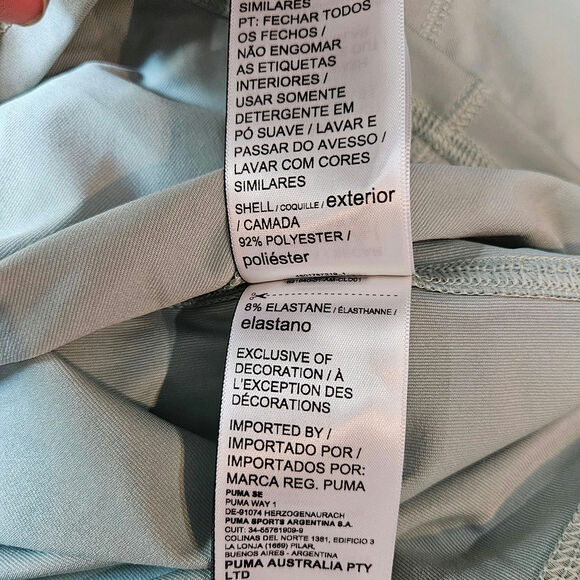 SIMILARES
PT: FECHAR TODOS
OS FECHOS /
NÃO ENGOMAR
AS ETIQUETAS
INTERIORES /
USAR SOMENTE
DETERGENTE EM
PÓ SUAVE / LAVAR E
PASSAR DO AVESSO /
LAVAR COM CORES
SIMILARES
SHELL / COQUILLE / exterior
/ CAMADA
92% POLYESTER /
poliéster
8% ELASTANE / ÉLASTHANNE /
elastano
EXCLUSIVE OF
DECORATION / À
L'EXCEPTION DES
DÉCORATIONS
IMPORTED BY /
IMPORTADO POR /
IMPORTADOS POR:
MARCA REG. PUMA
PUMA SE
PUMA WAY 1
DE-91074 HERZOGENAURACH
PUMA SPORTS ARGENTINA S.A.
CUIT: 34-65761909-9
COLINAS DEL NORTE 1381, EDIFICIO 3
LA LONJA (1669) PILAR,
BUENOS AIRES - ARGENTINA
PUMA AUSTRALIA PTY
LTD